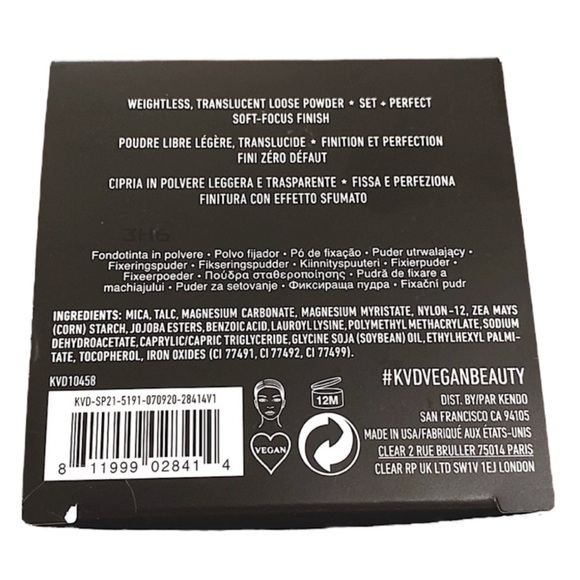 WEIGHTLESS, TRANSLUCENT LOOSE POWDER * SET + PERFECT
SOFT-FOCUS FINISH
POUDRE LIBRE LÉGÈRE, TRANSLUCIDE * FINITION ET PERFECTION
FINI ZÉRO DÉFAUT
CIPRIA IN POLVERE LEGGERA E TRASPARENTE * FISSA E PERFEZIONA
FINITURA CON EFFETTO SFUMATO
3H6
Fondotinta in polvere • Polvo fijador • Pó de fixação • Puder utrwalający •
Fixeringspuder • Fikseringspudder • Kiinnityspuuteri • Fixierpuder •
Fixeerpoeder • Πούδρα σταθεροποίησης • Pudră de fixare a
machiajului • Puder za setovanje • Фиксираща пудра • Fixační pudr
INGREDIENTS: MICA, TALC, MAGNESIUM CARBONATE, MAGNESIUM MYRISTATE, NYLON-12, ZEA MAYS
(CORN) STARCH, JOJOBA ESTERS, BENZOIC ACID, LAUROYL LYSINE, POLYMETHYL METHACRYLATE, SODIUM
DEHYDROACETATE, CAPRYLIC/CAPRIC TRIGLYCERIDE, GLYCINE SOJA (SOYBEAN) OIL, ETHYLHEXYL PALMI-
TATE, TOCOPHEROL, IRON OXIDES (CI 77491, CI 77492, CI 77499).
KVD10458
KVD-SP21-5191-070920-28414V1
8 11999 02841 4
VEGAN
12M
#KVDVEGANBEAUTY
DIST. BY/PAR KENDO
SAN FRANCISCO CA 94105
MADE IN USA/FABRIQUÉ AUX ÉTATS-UNIS
CLEAR 2 RUE BRULLER 75014 PARIS
CLEAR RP UK LTD SW1V 1EJ LONDON